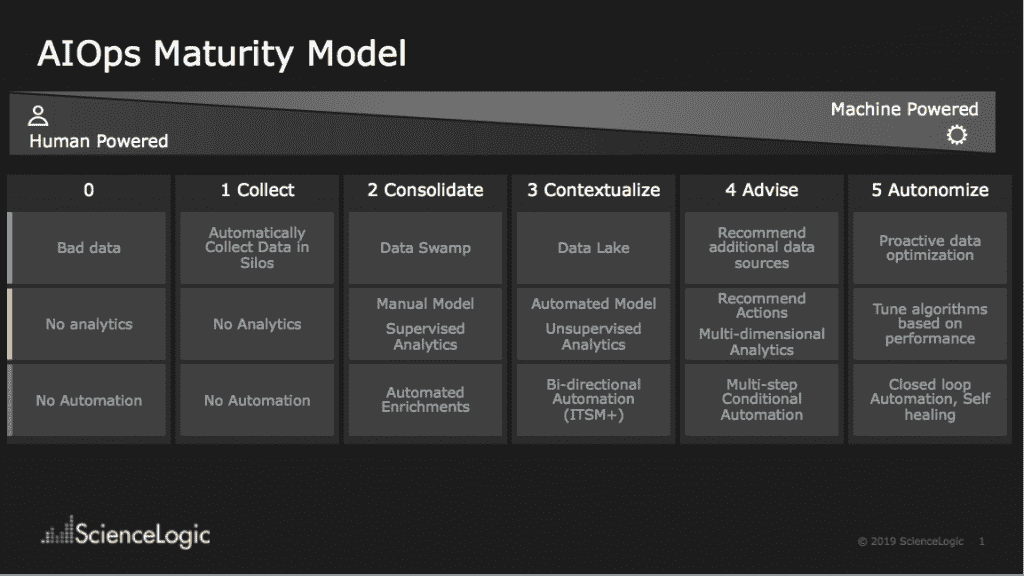 AIOps Maturity Model
Machine Powered
Human Powered
0
1 Collect
2 Consolidate
3 Contextualize
4 Advise
5 Autonomize
Bad data
Automatically
Collect Data in
Silos
Data Swamp
Data Lake
Recommend
additional data
sources
Proactive data
optimization
No analytics
No Analytics
Manual Model
Supervised
Analytics
Automated Model
Unsupervised
Analytics
Recommend
Actions
Multi-dimensional
Analytics
Tune algorithms
based on
performance
No Automation
No Automation
Automated
Enrichments
Bi-directional
Automation
(ITSM+)
Multi-step
Conditional
Automation
Closed loop
Automation, Self
healing
ScienceLogic
© 2019 ScienceLogic 1